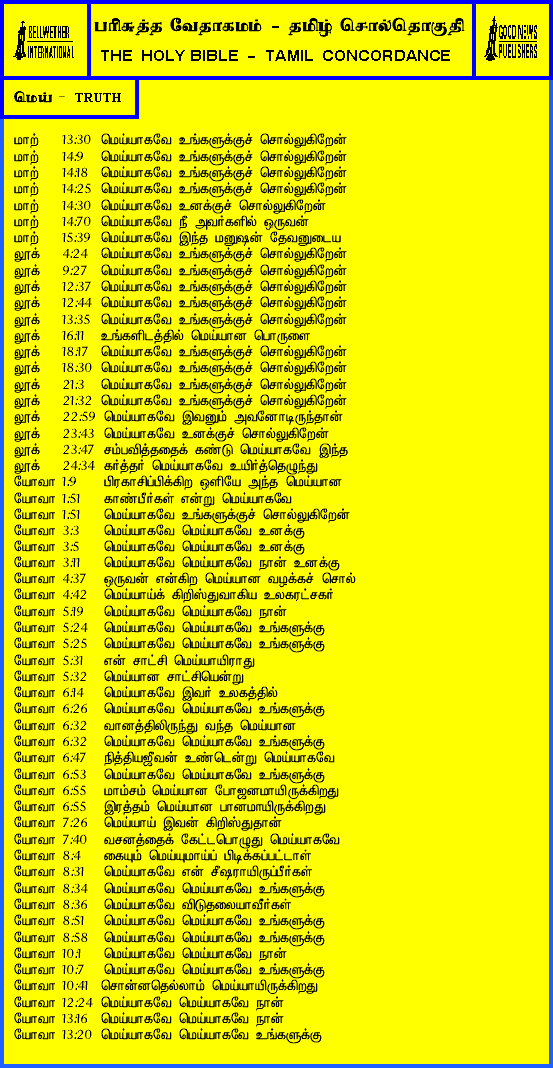 BELLWETHER
INTERNATIONAL
பரிசுத்த வேதாகமம் - தமிழ் சொல்தொகுதி
THE HOLY BIBLE - TAMIL CONCORDANCE
GOOD NEWS
PUBLISHERS
மெய் - TRUTH
மாற் 13:30 மெய்யாகவே உங்களுக்குச் சொல்லுகிறேன்
மாற் 14:9 மெய்யாகவே உங்களுக்குச் சொல்லுகிறேன்
மாற் 14:18 மெய்யாகவே உங்களுக்குச் சொல்லுகிறேன்
மாற் 14:25 மெய்யாகவே உங்களுக்குச் சொல்லுகிறேன்
மாற் 14:30 மெய்யாகவே உனக்குச் சொல்லுகிறேன்
மாற் 14:70 மெய்யாகவே நீ அவர்களில் ஒருவன்
மாற் 15:39 மெய்யாகவே இந்த மனுஷன் தேவனுடைய
லூக் 4:24 மெய்யாகவே உங்களுக்குச் சொல்லுகிறேன்
லூக் 9:27 மெய்யாகவே உங்களுக்குச் சொல்லுகிறேன்
லூக் 12:37 மெய்யாகவே உங்களுக்குச் சொல்லுகிறேன்
லூக் 12:44 மெய்யாகவே உங்களுக்குச் சொல்லுகிறேன்
லூக் 13:35 மெய்யாகவே உங்களுக்குச் சொல்லுகிறேன்
லூக் 16:11 உங்களிடத்தில் மெய்யான பொருளை
லூக் 18:17 மெய்யாகவே உங்களுக்குச் சொல்லுகிறேன்
லூக் 18:30 மெய்யாகவே உங்களுக்குச் சொல்லுகிறேன்
லூக் 21:3 மெய்யாகவே உங்களுக்குச் சொல்லுகிறேன்
லூக் 21:32 மெய்யாகவே உங்களுக்குச் சொல்லுகிறேன்
லூக் 22:59 மெய்யாகவே இவனும் அவனோடிருந்தான்
லூக் 23:43 மெய்யாகவே உனக்குச் சொல்லுகிறேன்
லூக் 23:47 சம்பவித்ததைக் கண்டு மெய்யாகவே இந்த
லூக் 24:34 கர்த்தர் மெய்யாகவே உயிர்த்தெழுந்து
யோவா 1:9 பிரகாசிப்பிக்கிற ஒளியே அந்த மெய்யான
யோவா 1:51 காண்பீர்கள் என்று மெய்யாகவே
யோவா 1:51 மெய்யாகவே உங்களுக்குச் சொல்லுகிறேன்
யோவா 3:3 மெய்யாகவே மெய்யாகவே உனக்கு
யோவா 3:5 மெய்யாகவே மெய்யாகவே உனக்கு
யோவா 3:11 மெய்யாகவே மெய்யாகவே நான் உனக்கு
யோவா 4:37 ஒருவன் என்கிற மெய்யான வழக்கச் சொல்
யோவா 4:42 மெய்யாய்க் கிறிஸ்துவாகிய உலகரட்சகர்
யோவா 5:19 மெய்யாகவே மெய்யாகவே நான்
யோவா 5:24 மெய்யாகவே மெய்யாகவே உங்களுக்கு
யோவா 5:25 மெய்யாகவே மெய்யாகவே உங்களுக்கு
யோவா 5:31 என் சாட்சி மெய்யாயிராது
யோவா 5:32 மெய்யான சாட்சியென்று
யோவா 6:14 மெய்யாகவே இவர் உலகத்தில்
யோவா 6:26 மெய்யாகவே மெய்யாகவே உங்களுக்கு
யோவா 6:32 வானத்திலிருந்து வந்த மெய்யான
யோவா 6:32 மெய்யாகவே மெய்யாகவே உங்களுக்கு
யோவா 6:47 நித்தியஜீவன் உண்டென்று மெய்யாகவே
யோவா 6:53 மெய்யாகவே மெய்யாகவே உங்களுக்கு
யோவா 6:55 மாம்சம் மெய்யான போஜனமாயிருக்கிறது
யோவா 6:55 இரத்தம் மெய்யான பானமாயிருக்கிறது
யோவா 7:26 மெய்யாய் இவன் கிறிஸ்துதான்
யோவா 7:40 வசனத்தைக் கேட்டபொழுது மெய்யாகவே
யோவா 8:4 கையும் மெய்யுமாய்ப் பிடிக்கப்பட்டாள்
யோவா 8:31 மெய்யாகவே என் சீஷராயிருப்பீர்கள்
யோவா 8:34 மெய்யாகவே மெய்யாகவே உங்களுக்கு
யோவா 8:36 மெய்யாகவே விடுதலையாவீர்கள்
யோவா 8:51 மெய்யாகவே மெய்யாகவே உங்களுக்கு
யோவா 8:58 மெய்யாகவே மெய்யாகவே உங்களுக்கு
யோவா 10:1 மெய்யாகவே மெய்யாகவே நான்
யோவா 10:7 மெய்யாகவே மெய்யாகவே உங்களுக்கு
யோவா 10:41 சொன்னதெல்லாம் மெய்யாயிருக்கிறது
யோவா 12:24 மெய்யாகவே மெய்யாகவே நான்
யோவா 13:16 மெய்யாகவே மெய்யாகவே நான்
யோவா 13:20 மெய்யாகவே மெய்யாகவே உங்களுக்கு